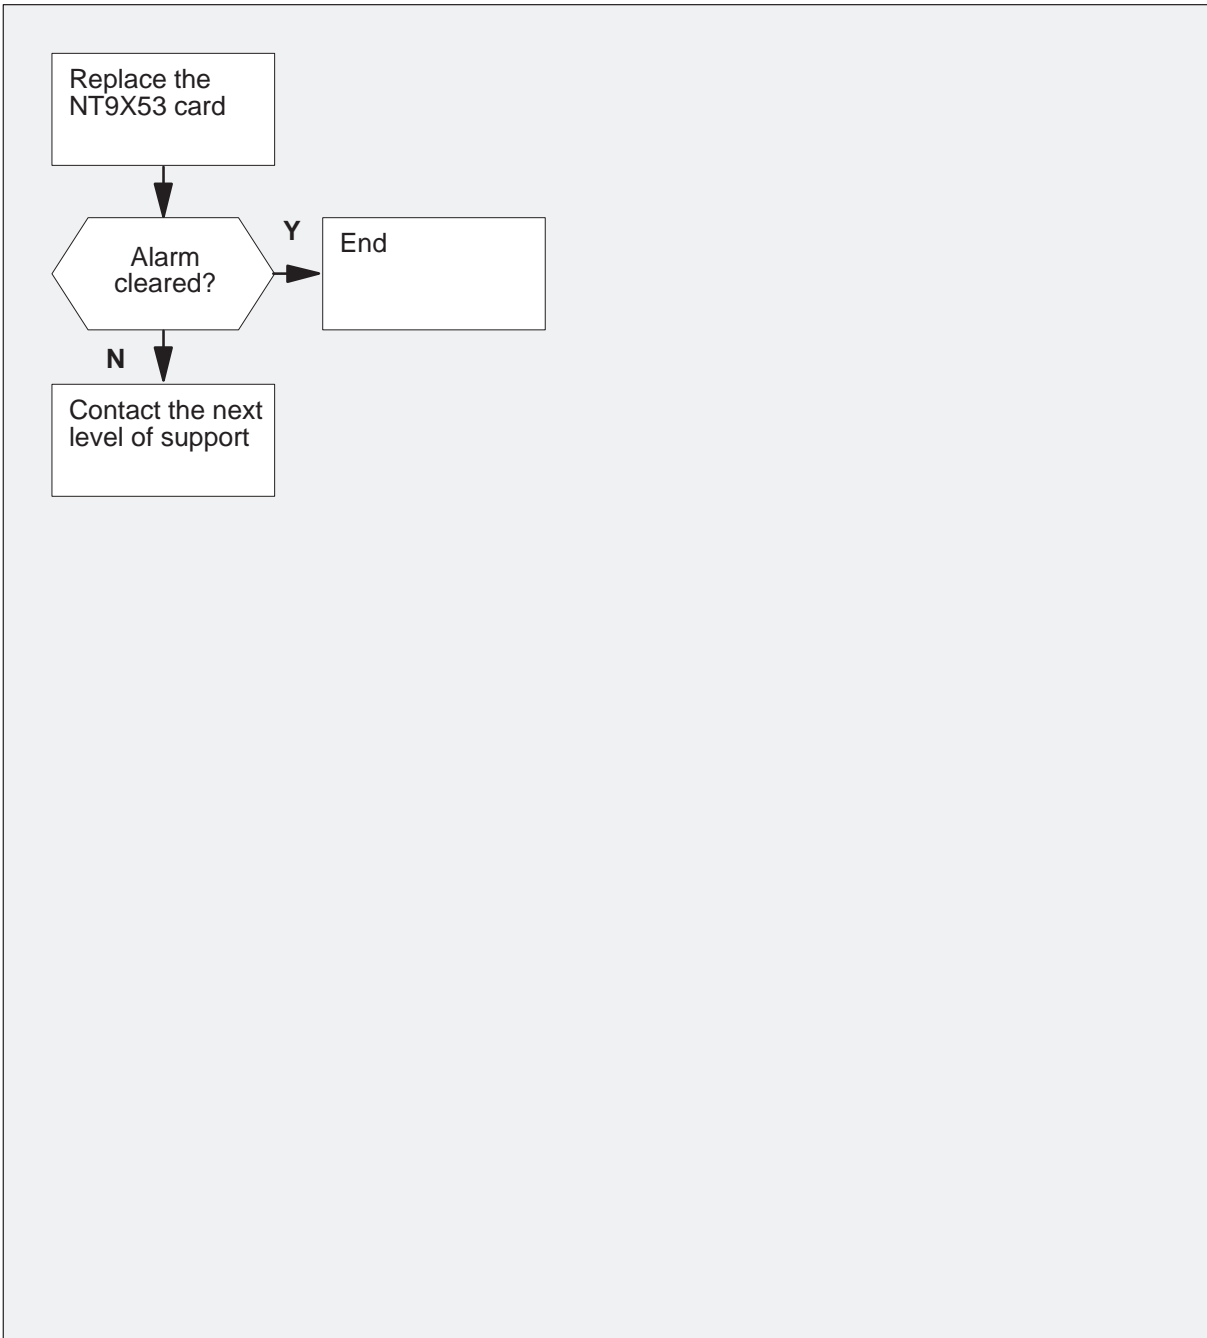 Replace the
NT9X53 card
Alarm
cleared?
Y
End
N
Contact the next
level of support